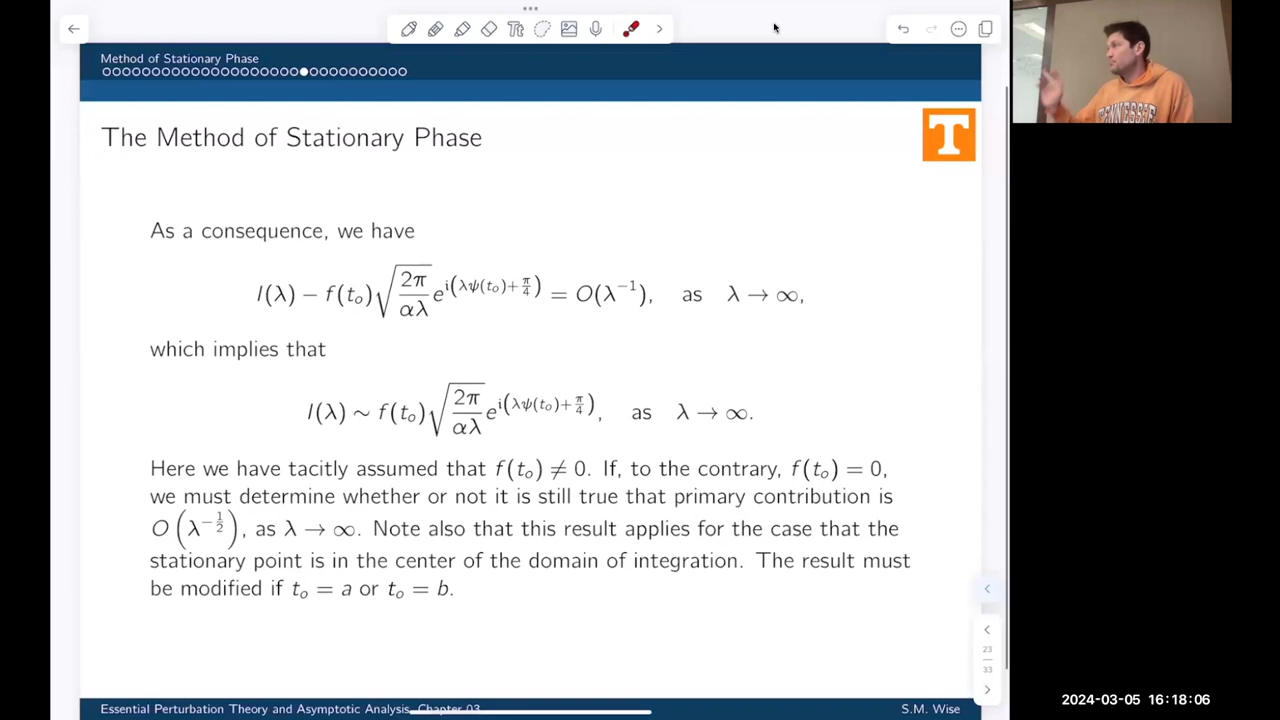 Method of Stationary Phase
The Method of Stationary Phase
T
As a consequence, we have
I(λ) − f(t₀)√(2π/αλ) e^{i(λψ(t₀)+π/4)} = O(λ⁻¹), as λ → ∞,
which implies that
I(λ) ∼ f(t₀)√(2π/αλ) e^{i(λψ(t₀)+π/4)}, as λ → ∞.
Here we have tacitly assumed that f(t₀) ≠ 0. If, to the contrary, f(t₀) = 0,
we must determine whether or not it is still true that primary contribution is
O(λ^{−1/2}), as λ → ∞. Note also that this result applies for the case that the
stationary point is in the center of the domain of integration. The result must
be modified if t₀ = a or t₀ = b.
23
33
Essential Perturbation Theory and Asymptotic Analysis, Chapter 03
S.M. Wise
TENNESSEE
2024-03-05 16:18:06